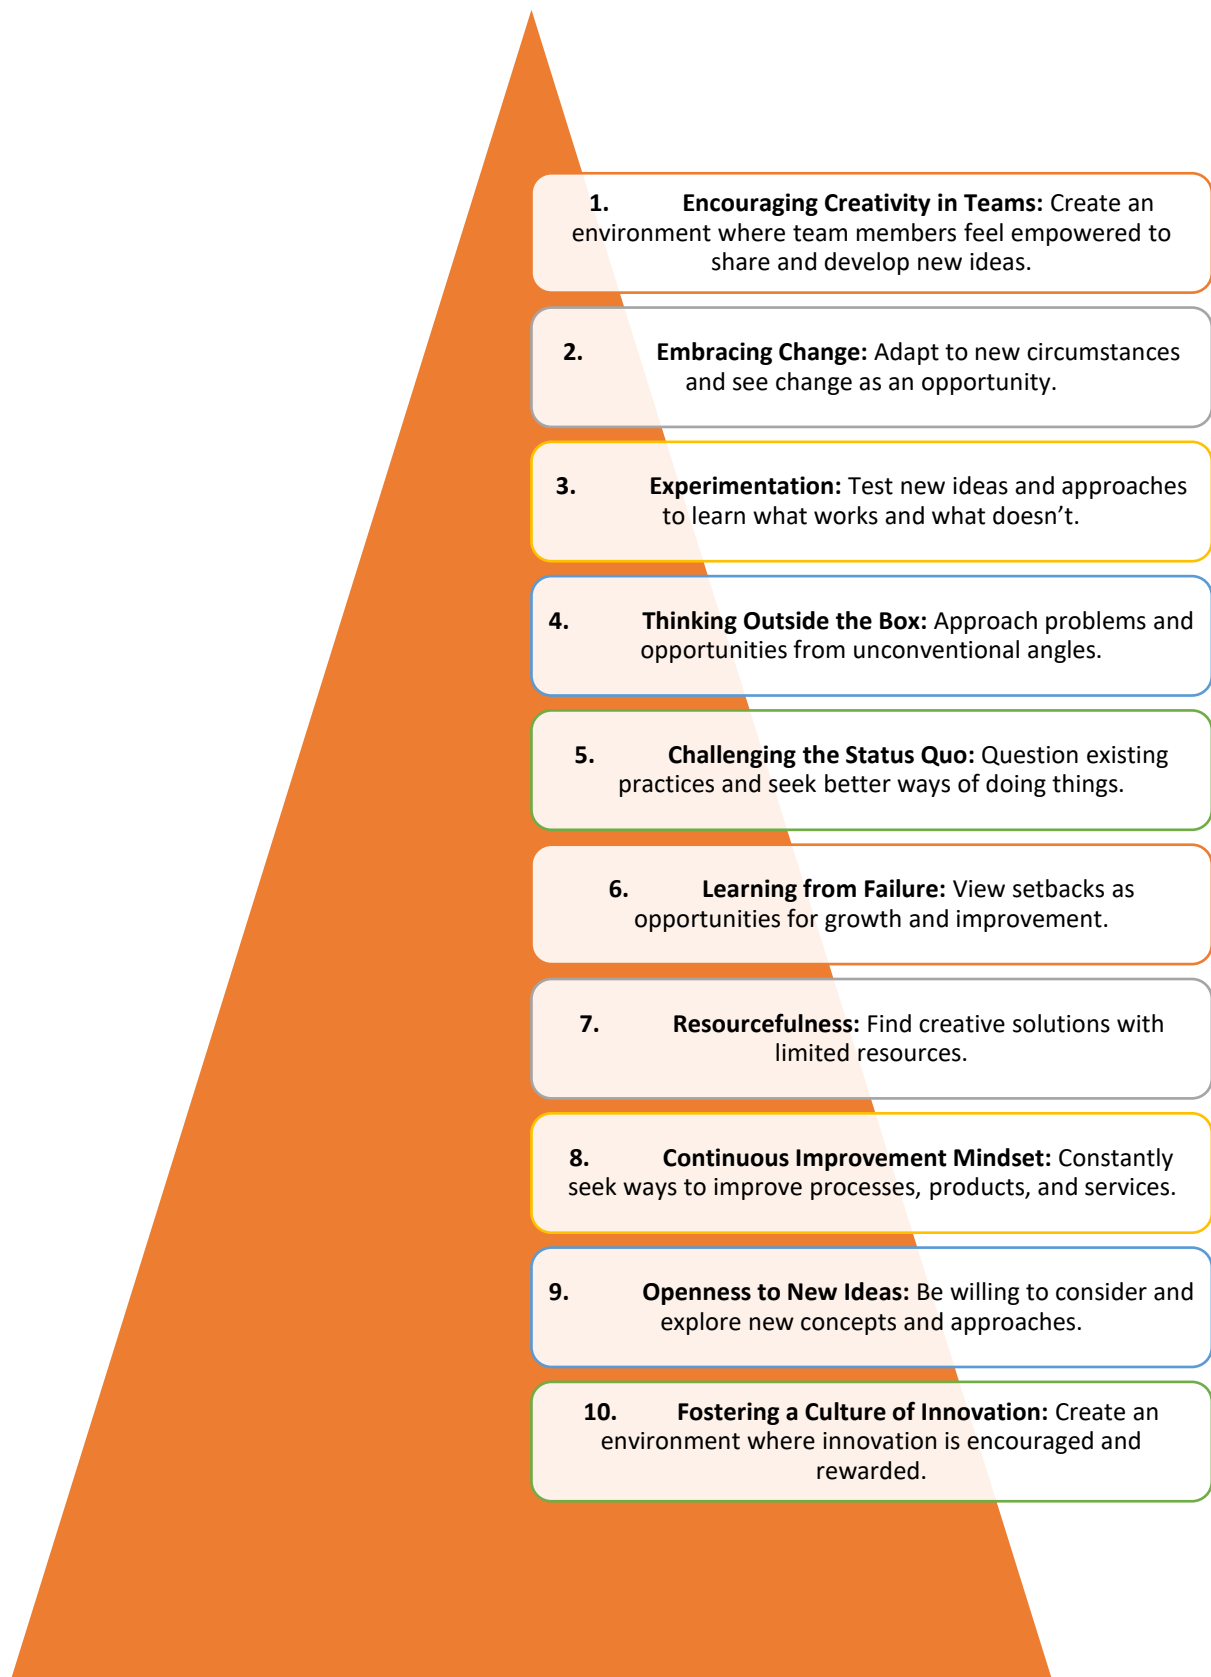 1. Encouraging Creativity in Teams: Create an
environment where team members feel empowered to
share and develop new ideas.
2. Embracing Change: Adapt to new circumstances
and see change as an opportunity.
3. Experimentation: Test new ideas and approaches
to learn what works and what doesn’t.
4. Thinking Outside the Box: Approach problems and
opportunities from unconventional angles.
5. Challenging the Status Quo: Question existing
practices and seek better ways of doing things.
6. Learning from Failure: View setbacks as
opportunities for growth and improvement.
7. Resourcefulness: Find creative solutions with
limited resources.
8. Continuous Improvement Mindset: Constantly
seek ways to improve processes, products, and services.
9. Openness to New Ideas: Be willing to consider and
explore new concepts and approaches.
10. Fostering a Culture of Innovation: Create an
environment where innovation is encouraged and
rewarded.